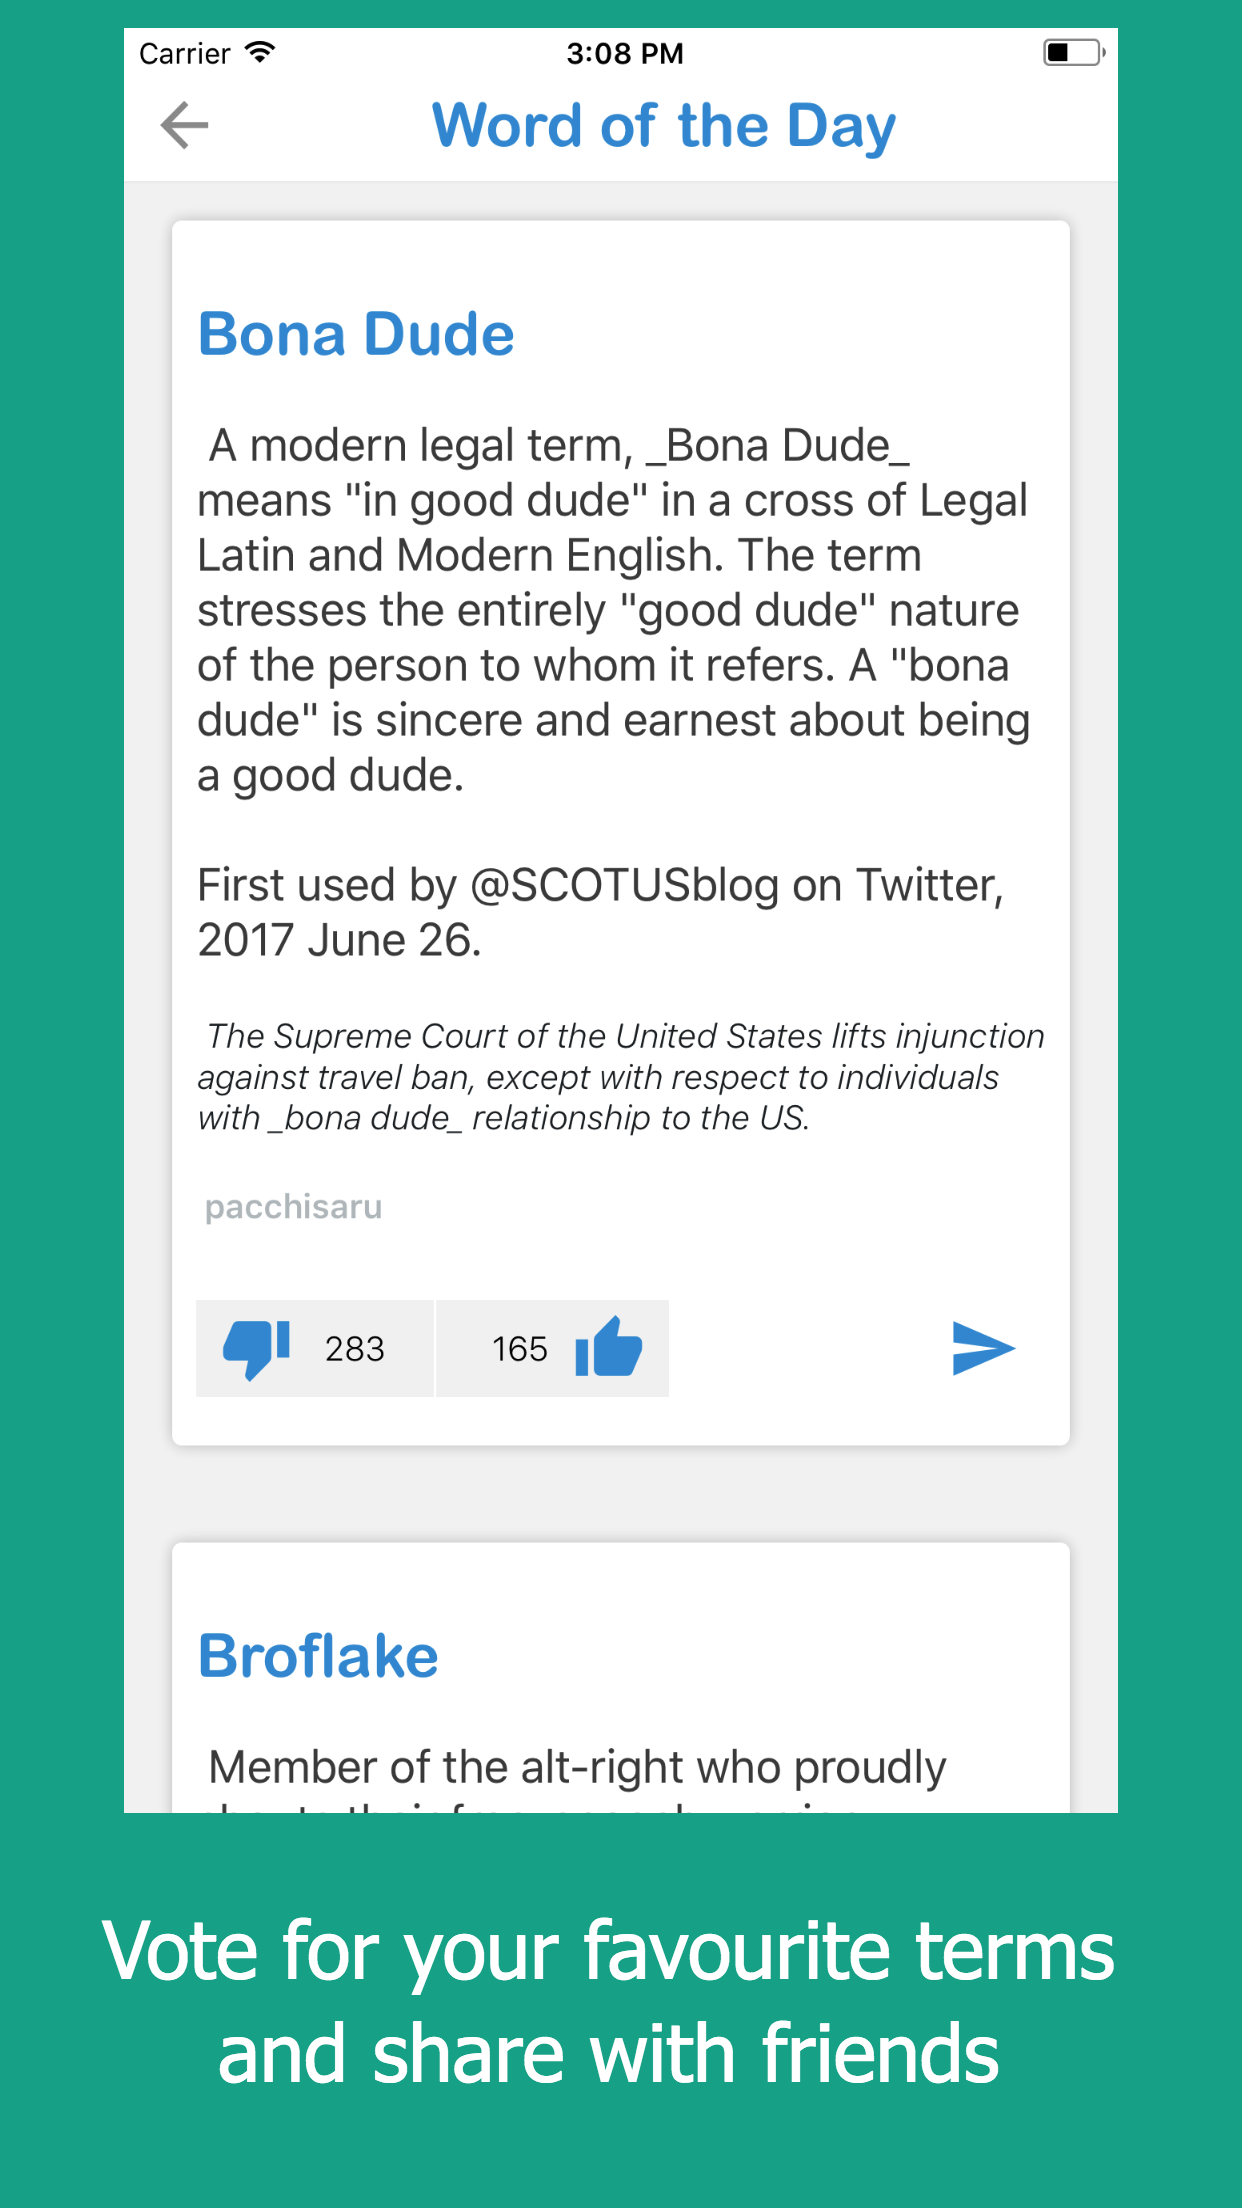 Carrier
3:08 PM
Word of the Day
Bona Dude
A modern legal term, _Bona Dude_
means "in good dude" in a cross of Legal
Latin and Modern English. The term
stresses the entirely "good dude" nature
of the person to whom it refers. A "bona
dude" is sincere and earnest about being
a good dude.
First used by @SCOTUSblog on Twitter,
2017 June 26.
The Supreme Court of the United States lifts injunction
against travel ban, except with respect to individuals
with _bona dude_ relationship to the US.
pacchisaru
283
165
Broflake
Member of the alt-right who proudly
Vote for your favourite terms
and share with friends